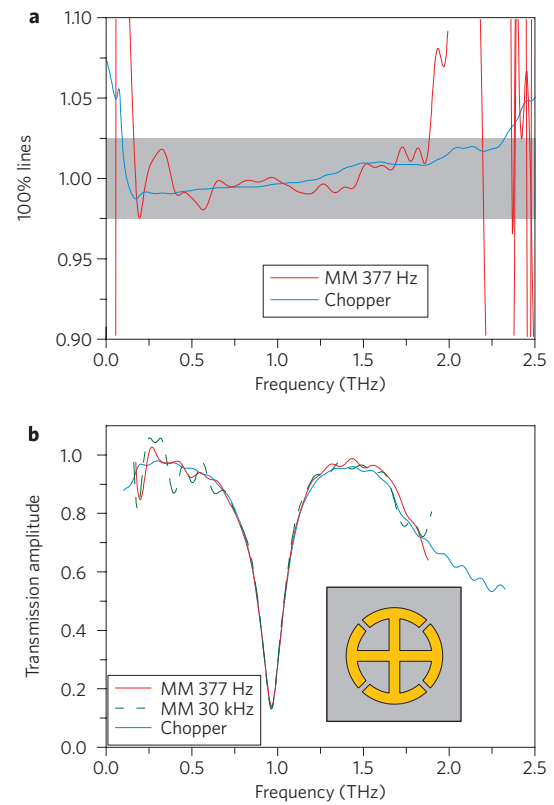 a
1.10
1.05
1.00
0.95
0.90
100% lines
MM 377 Hz
Chopper
0.0 0.5 1.0 1.5 2.0 2.5
Frequency (THz)
b
1.0
0.8
0.6
0.4
0.2
0.0
Transmission amplitude
MM 377 Hz
MM 30 kHz
Chopper
0.0 0.5 1.0 1.5 2.0 2.5
Frequency (THz)